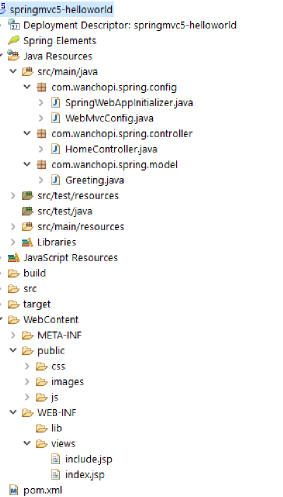 springmvc5-helloworld
Deployment Descriptor: springmvc5-helloworld
Spring Elements
Java Resources
src/main/java
com.wanchopi.spring.config
SpringWebAppInitializer.java
WebMvcConfig.java
com.wanchopi.spring.controller
HomeController.java
com.wanchopi.spring.model
Greeting.java
src/test/resources
src/test/java
src/main/resources
Libraries
JavaScript Resources
build
src
target
WebContent
META-INF
public
css
images
js
WEB-INF
lib
views
include.jsp
index.jsp
pom.xml